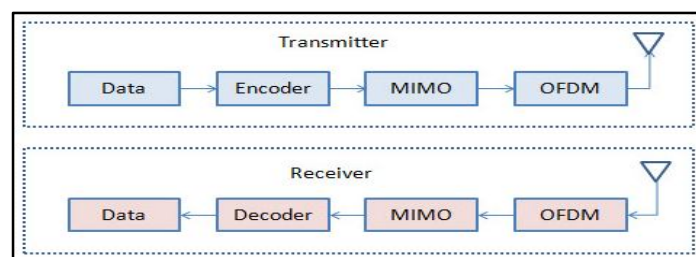 Transmitter
Data Encoder MIMO OFDM
Receiver
Data Decoder MIMO OFDM